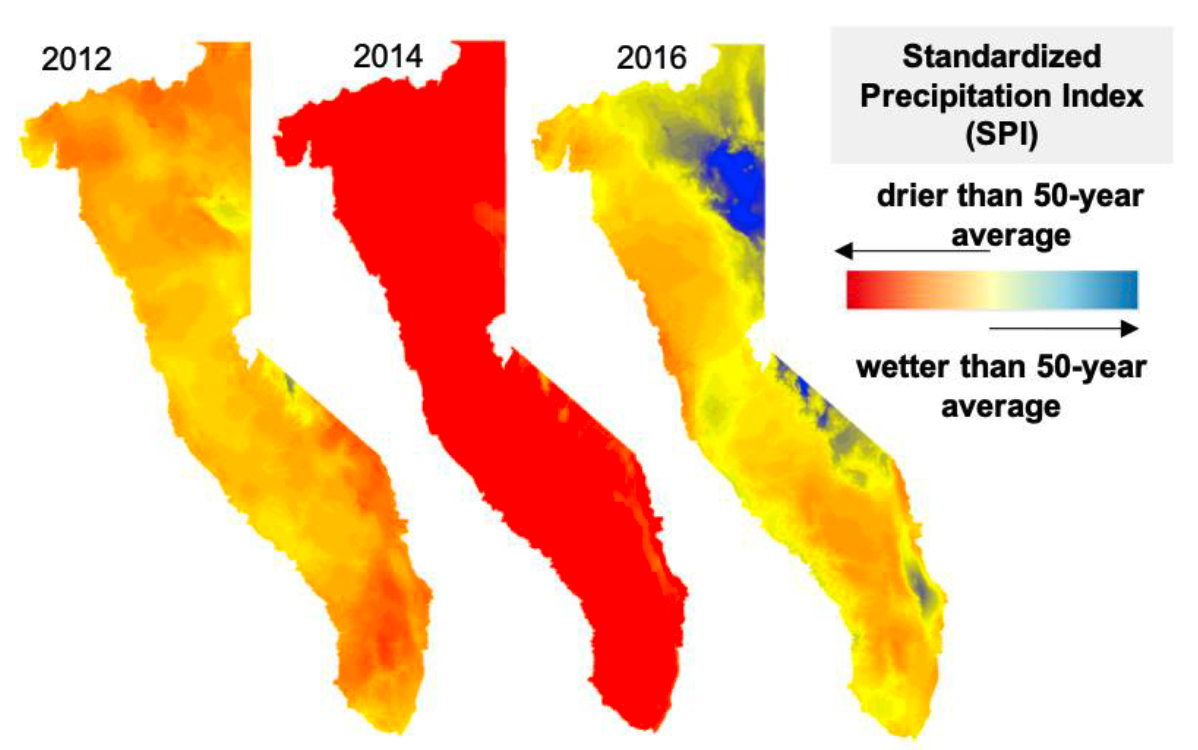 2012
2014
2016
Standardized
Precipitation Index
(SPI)
drier than 50-year
average
wetter than 50-year
average